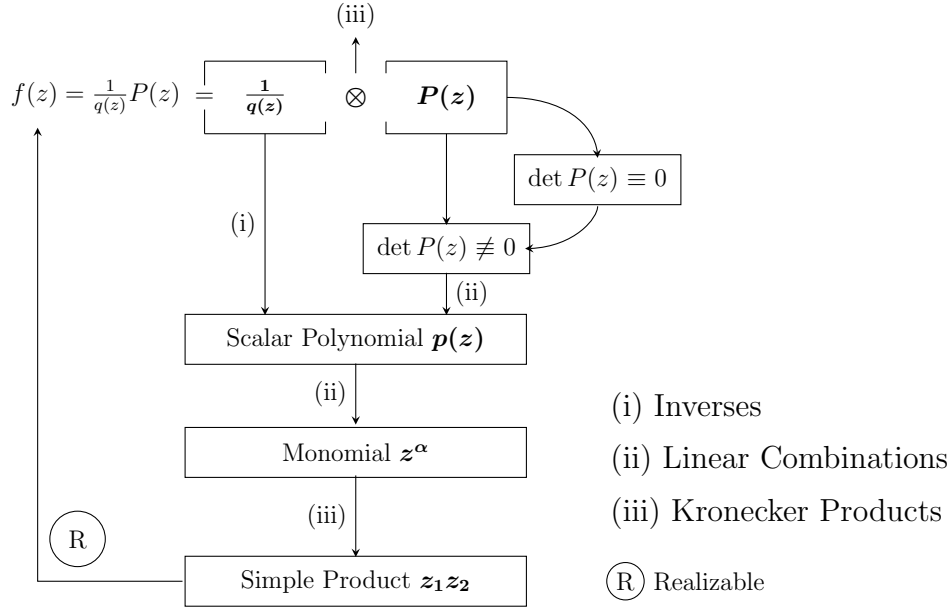 (iii)
f(z) = 1/q(z) P(z) = 1/q(z) ⊗ P(z)
det P(z) ≡ 0
(i)
det P(z) ≢ 0
(ii)
Scalar Polynomial p(z)
(ii)
(i) Inverses
Monomial z^α
(ii) Linear Combinations
(iii)
(iii) Kronecker Products
R
Simple Product z₁z₂
R Realizable